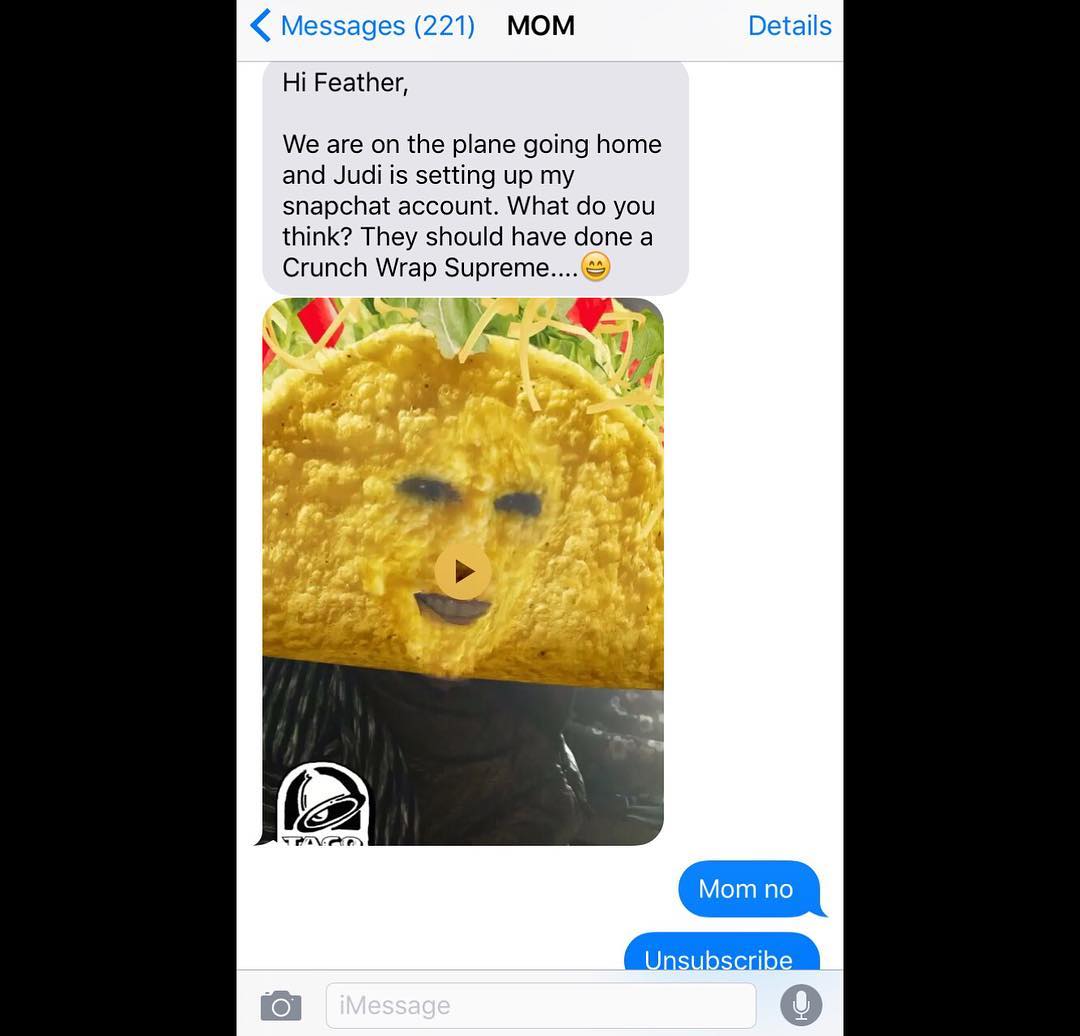 Messages (221) MOM Details
Hi Feather,
We are on the plane going home
and Judi is setting up my
snapchat account. What do you
think? They should have done a
Crunch Wrap Supreme....😄
TACO
Mom no
Unsubscribe
iMessage